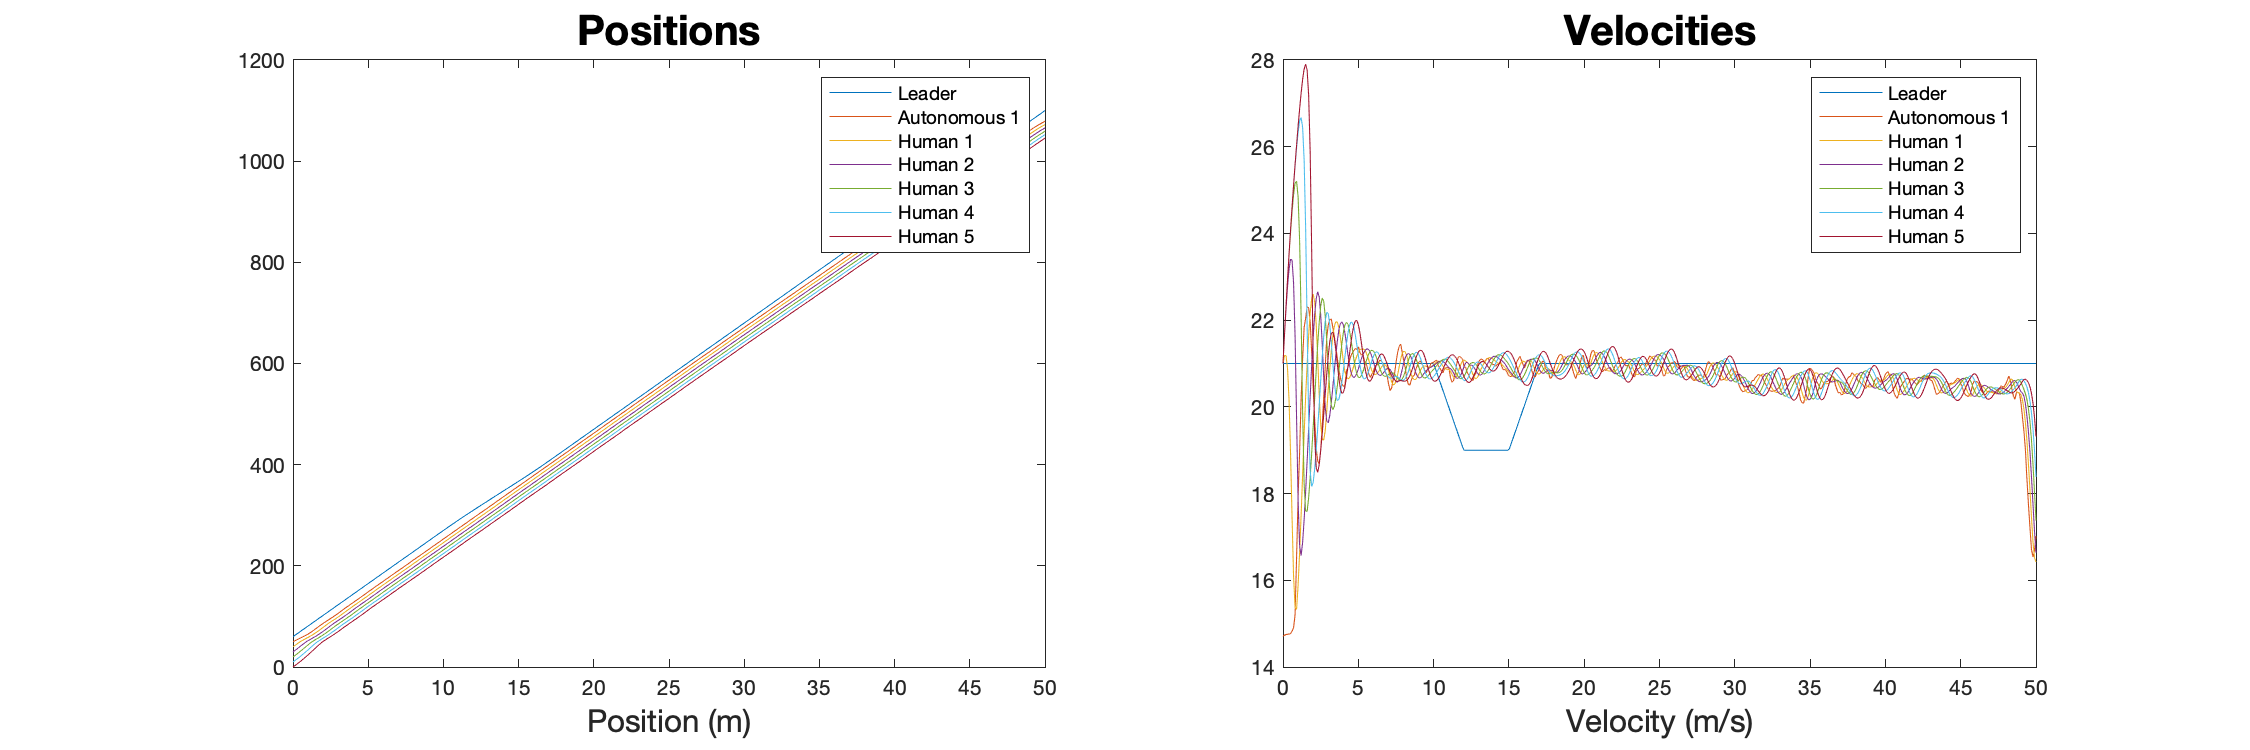 Positions
1200
1000
800
600
400
200
0
0 5 10 15 20 25 30 35 40 45 50
Position (m)
Leader
Autonomous 1
Human 1
Human 2
Human 3
Human 4
Human 5
Velocities
28
26
24
22
20
18
16
14
0 5 10 15 20 25 30 35 40 45 50
Velocity (m/s)
Leader
Autonomous 1
Human 1
Human 2
Human 3
Human 4
Human 5